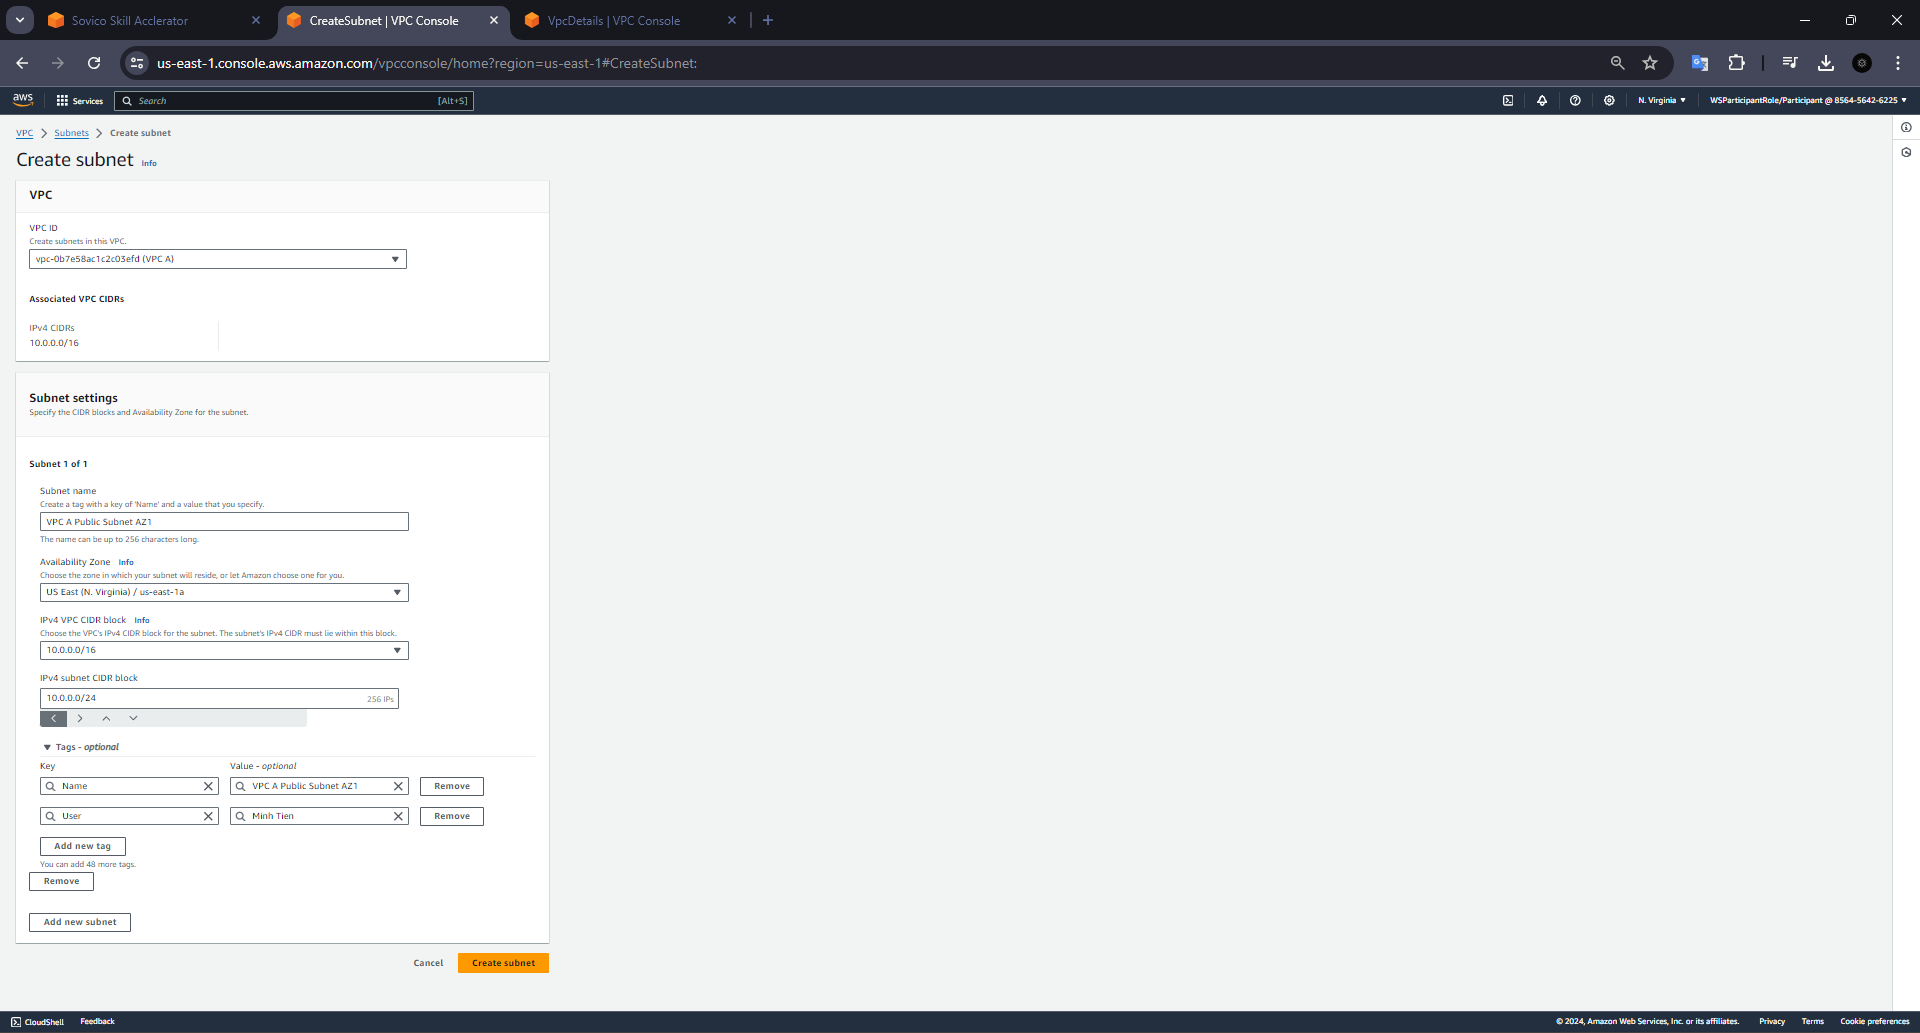 Sovico Skill Acclerator
CreateSubnet | VPC Console
VpcDetails | VPC Console
us-east-1.console.aws.amazon.com/vpcconsole/home?region=us-east-1#CreateSubnet:
aws
Services
Search
[Alt+S]
N. Virginia
WSParticipantRole/Participant @ 8564-5642-6225
VPC
Subnets
Create subnet
Create subnet
Info
VPC
VPC ID
Create subnets in this VPC.
vpc-0b7e58ac1c2c03efd (VPC A)
Associated VPC CIDRs
IPv4 CIDRs
10.0.0.0/16
Subnet settings
Specify the CIDR blocks and Availability Zone for the subnet.
Subnet 1 of 1
Subnet name
Create a tag with a key of 'Name' and a value that you specify.
VPC A Public Subnet AZ1
The name can be up to 256 characters long.
Availability Zone Info
Choose the zone in which your subnet will reside, or let Amazon choose one for you.
US East (N. Virginia) / us-east-1a
IPv4 VPC CIDR block Info
Choose the VPC's IPv4 CIDR block for the subnet. The subnet's IPv4 CIDR must lie within this block.
10.0.0.0/16
IPv4 subnet CIDR block
10.0.0.0/24
256 IPs
Tags - optional
Key
Value - optional
Name
VPC A Public Subnet AZ1
Remove
User
Minh Tien
Remove
Add new tag
You can add 48 more tags.
Remove
Add new subnet
Cancel
Create subnet
CloudShell
Feedback
© 2024, Amazon Web Services, Inc. or its affiliates.
Privacy
Terms
Cookie preferences